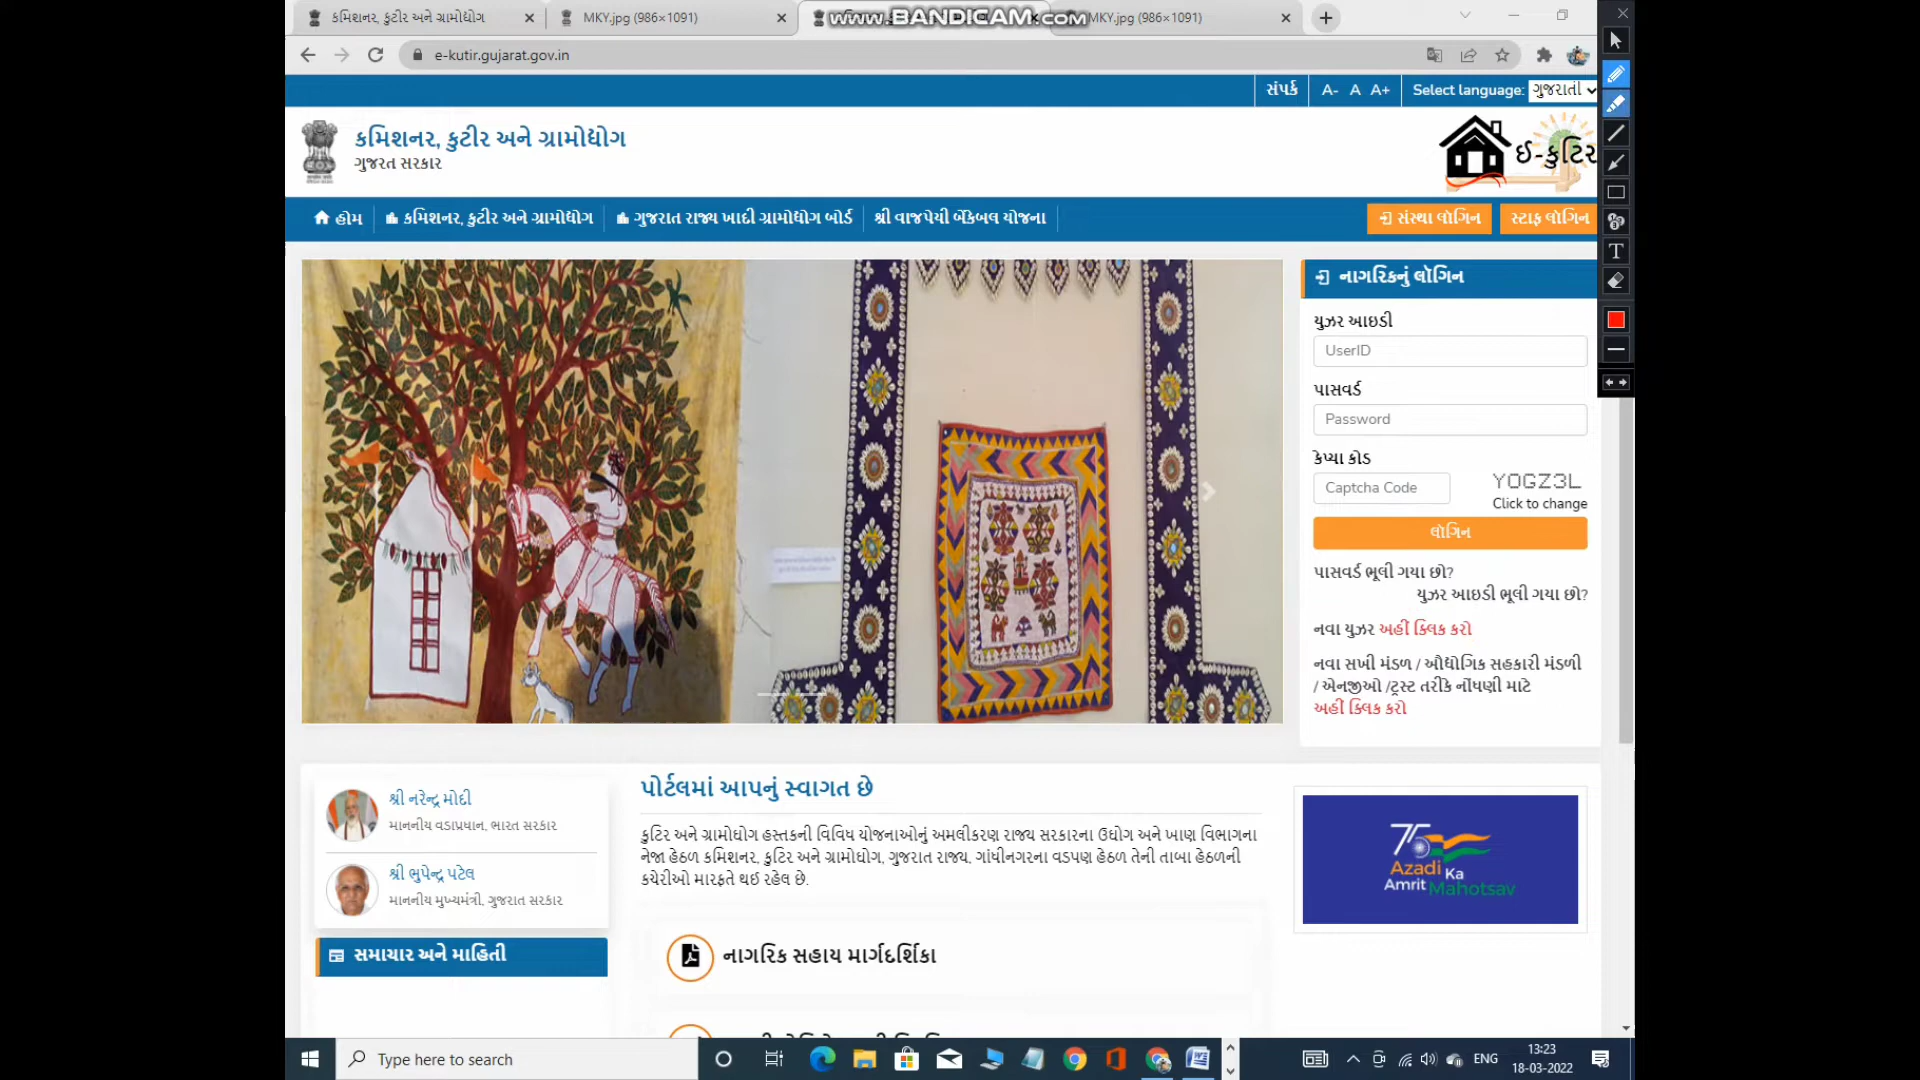 કમિશનર, કુટીર અને ગ્રામોદ્યોગ
MKY.jpg (986×1091)
www.BANDICAM.com
MKY.jpg (986×1091)
e-kutir.gujarat.gov.in
સંપર્ક A- A A+ Select language: ગુજરાતી
કમિશનર, કુટીર અને ગ્રામોદ્યોગ
ગુજરત સરકાર
ઈ-કુટિર
હોમ
કમિશનર, કુટીર અને ગ્રામોદ્યોગ
ગુજરાત રાજ્ય ખાદી ગ્રામોદ્યોગ બોર્ડ
શ્રી વાજપેયી બેંકેબલ યોજના
સંસ્થા લોગિન
સ્ટાફ લોગિન
નાગરિકનું લોગિન
યુઝર આઇડી
UserID
પાસવર્ડ
Password
કેપ્ચા કોડ
Captcha Code
YOGZ3L
Click to change
લોગિન
પાસવર્ડ ભૂલી ગયા છો?
યુઝર આઇડી ભૂલી ગયા છો?
નવા યુઝર અહીં ક્લિક કરો
નવા સખી મંડળ / ઔદ્યોગિક સહકારી મંડળી
/ એનજીઓ /ટ્રસ્ટ તરીકે નોંધણી માટે
અહીં ક્લિક કરો
શ્રી નરેન્દ્ર મોદી
માનનીય વડાપ્રધાન, ભારત સરકાર
શ્રી ભુપેન્દ્ર પટેલ
માનનીય મુખ્યમંત્રી, ગુજરાત સરકાર
સમાચાર અને માહિતી
પોર્ટલમાં આપનું સ્વાગત છે
કુટિર અને ગ્રામોદ્યોગ હસ્તકની વિવિધ યોજનાઓનું અમલીકરણ રાજ્ય સરકારના ઉદ્યોગ અને ખાણ વિભાગના
નેજા હેઠળ કમિશનર, કુટિર અને ગ્રામોદ્યોગ, ગુજરાત રાજ્ય, ગાંધીનગરના વડપણ હેઠળ તેની તાબા હેઠળની
કચેરીઓ મારફતે થઇ રહેલ છે.
નાગરિક સહાય માર્ગદર્શિકા
75
Azadi Ka
Amrit Mahotsav
Type here to search
ENG
13:23
18-03-2022